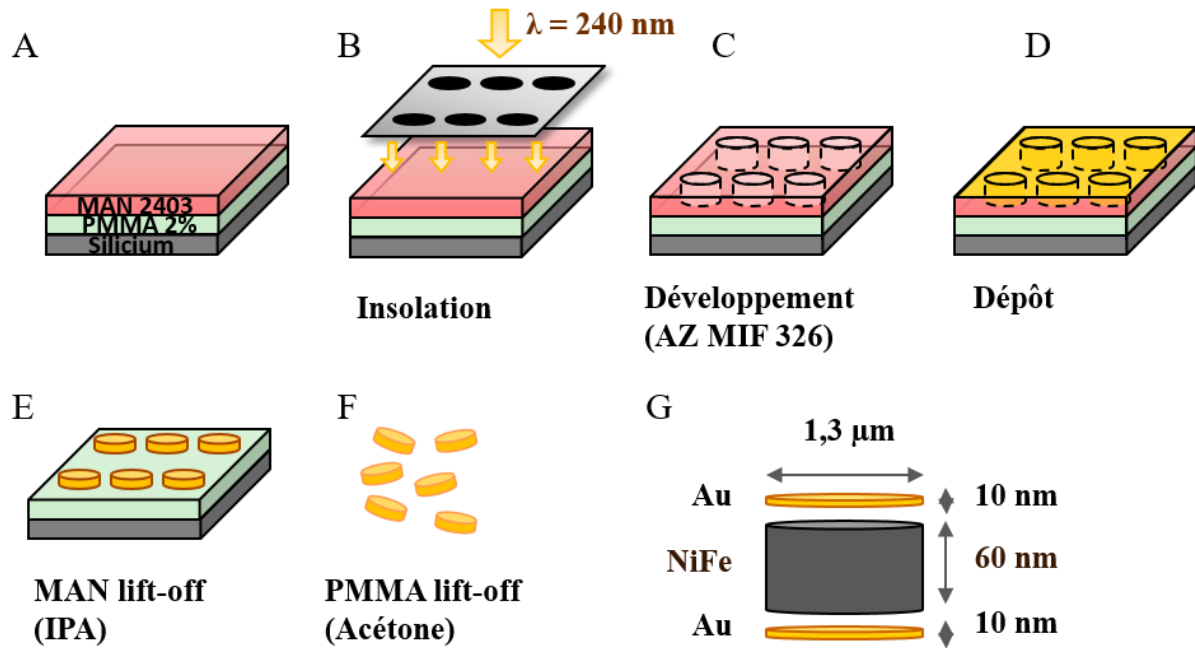 A
B
λ = 240 nm
C
D
MAN 2403
PMMA 2%
Silicium
Insolation
Développement
(AZ MIF 326)
Dépôt
E
MAN lift-off
(IPA)
F
PMMA lift-off
(Acétone)
G
1,3 μm
Au
10 nm
NiFe
60 nm
Au
10 nm